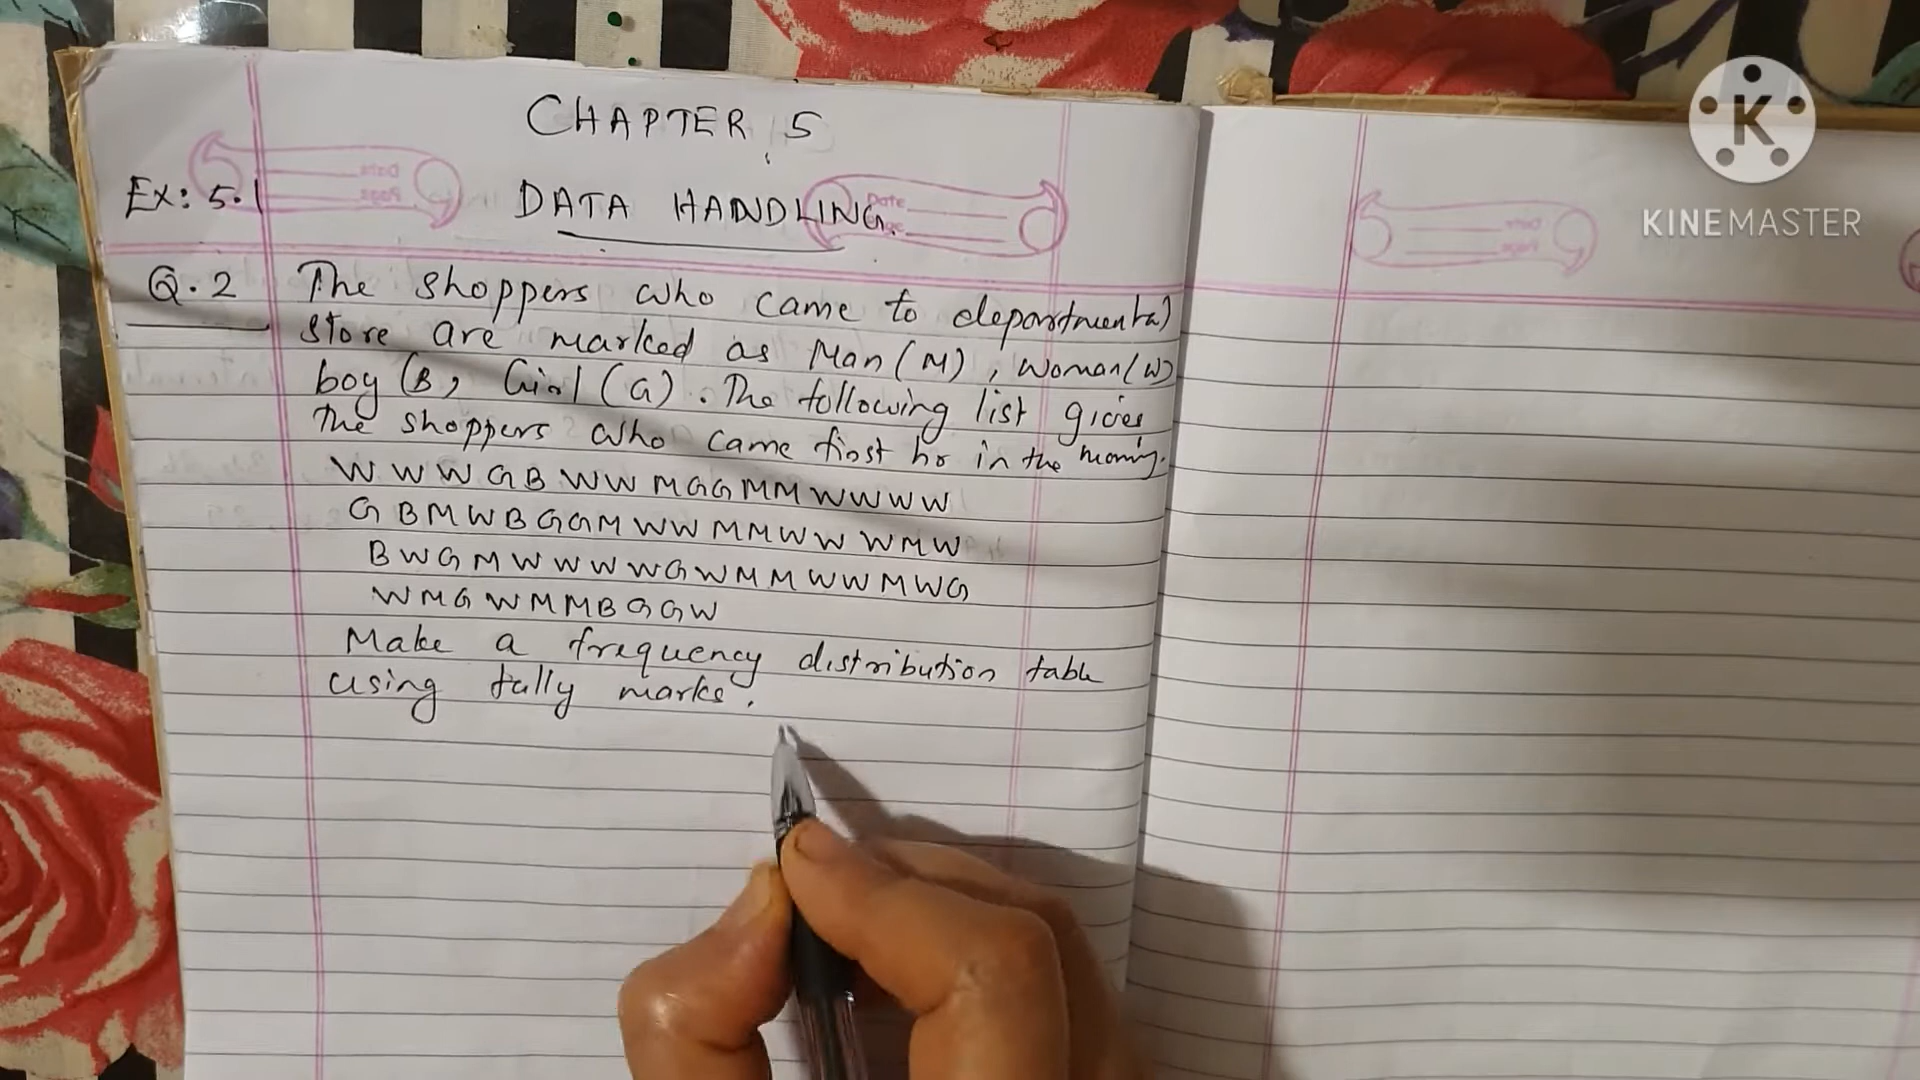 CHAPTER 5
Ex: 5.1 DATA HANDLING
Q.2 The shoppers who came to departmental
store are marked as Man (M), Woman (W)
boy (B, Girl (G). The following list gives
the shoppers who came first hr in the morning.
W W W G B W W M G G M M W W W W
G B M W B G G M W W M M W W W M W
B W G M W W W W G W M M W W M W G
W M G W M M B G G W
Make a frequency distribution table
using tally marks.
Date
K
KINEMASTER